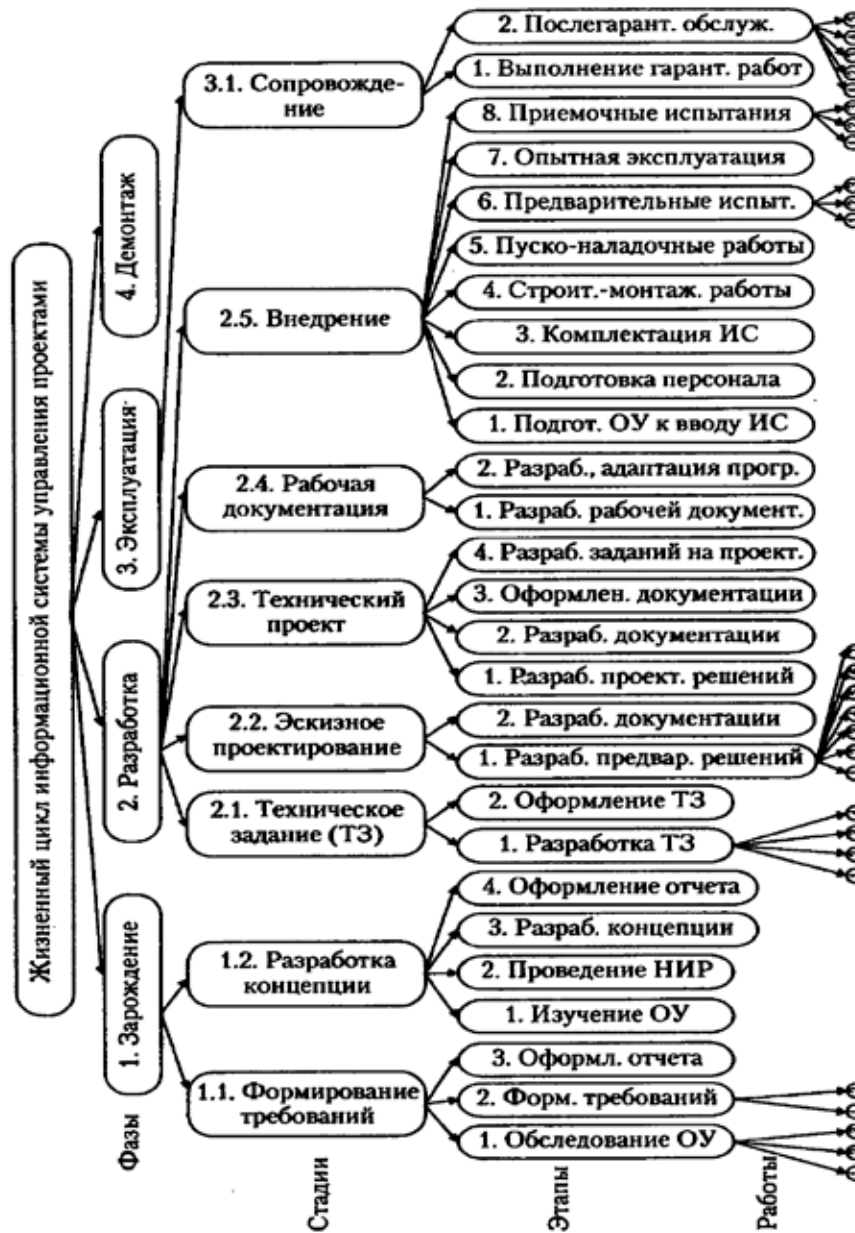 Жизненный цикл информационной системы управления проектами
Фазы
1. Зарождение
2. Разработка
3. Эксплуатация
4. Демонтаж
Стадии
1.1. Формирование
требований
1.2. Разработка
концепции
2.1. Техническое
задание (ТЗ)
2.2. Эскизное
проектирование
2.3. Технический
проект
2.4. Рабочая
документация
2.5. Внедрение
3.1. Сопровожде-
ние
Этапы
1. Обследование ОУ
2. Форм. требований
3. Оформл. отчета
1. Изучение ОУ
2. Проведение НИР
3. Разраб. концепции
4. Оформление отчета
1. Разработка ТЗ
2. Оформление ТЗ
1. Разраб. предвар. решений
2. Разраб. документации
1. Разраб. проект. решений
2. Разраб. документации
3. Оформлен. документации
4. Разраб. заданий на проект.
1. Разраб. рабочей документ.
2. Разраб., адаптация прогр.
1. Подгот. ОУ к вводу ИС
2. Подготовка персонала
3. Комплектация ИС
4. Строит.-монтаж. работы
5. Пуско-наладочные работы
6. Предварительные испыт.
7. Опытная эксплуатация
8. Приемочные испытания
1. Выполнение гарант. работ
2. Послегарант. обслуж.
Работы